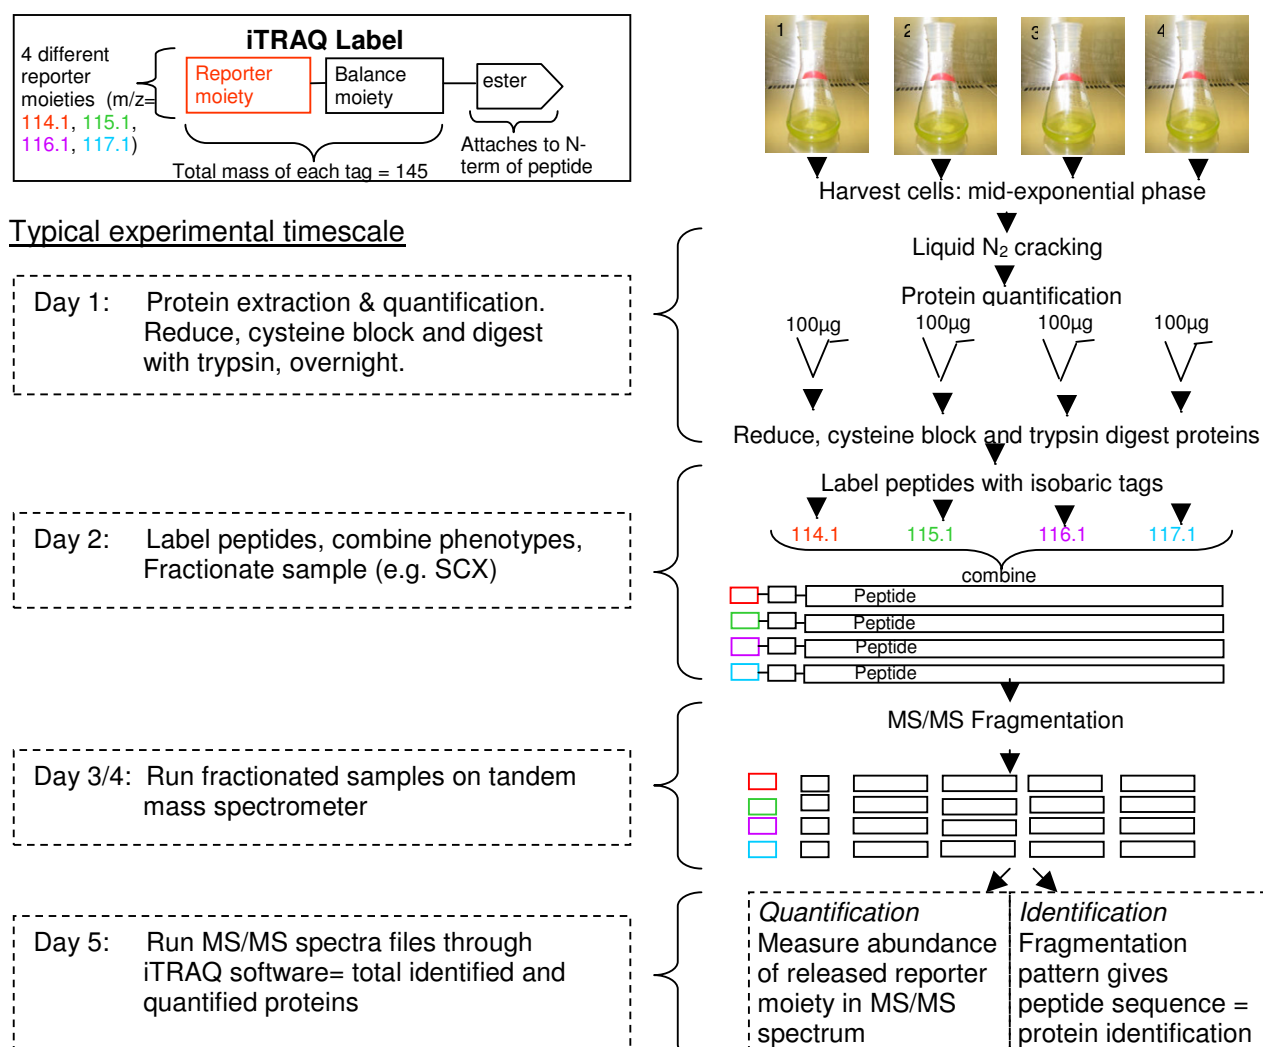 iTRAQ Label
4 different
reporter
moieties (m/z=
114.1, 115.1,
116.1, 117.1)
Reporter
moiety
Balance
moiety
ester
Total mass of each tag = 145
Attaches to N-
term of peptide
Typical experimental timescale
Day 1: Protein extraction & quantification.
Reduce, cysteine block and digest
with trypsin, overnight.
Day 2: Label peptides, combine phenotypes,
Fractionate sample (e.g. SCX)
Day 3/4: Run fractionated samples on tandem
mass spectrometer
Day 5: Run MS/MS spectra files through
iTRAQ software= total identified and
quantified proteins
1 2 3 4
Harvest cells: mid-exponential phase
Liquid N₂ cracking
Protein quantification
100µg 100µg 100µg 100µg
Reduce, cysteine block and trypsin digest proteins
Label peptides with isobaric tags
114.1 115.1 116.1 117.1
combine
Peptide
Peptide
Peptide
Peptide
MS/MS Fragmentation
Quantification
Measure abundance
of released reporter
moiety in MS/MS
spectrum
Identification
Fragmentation
pattern gives
peptide sequence =
protein identification